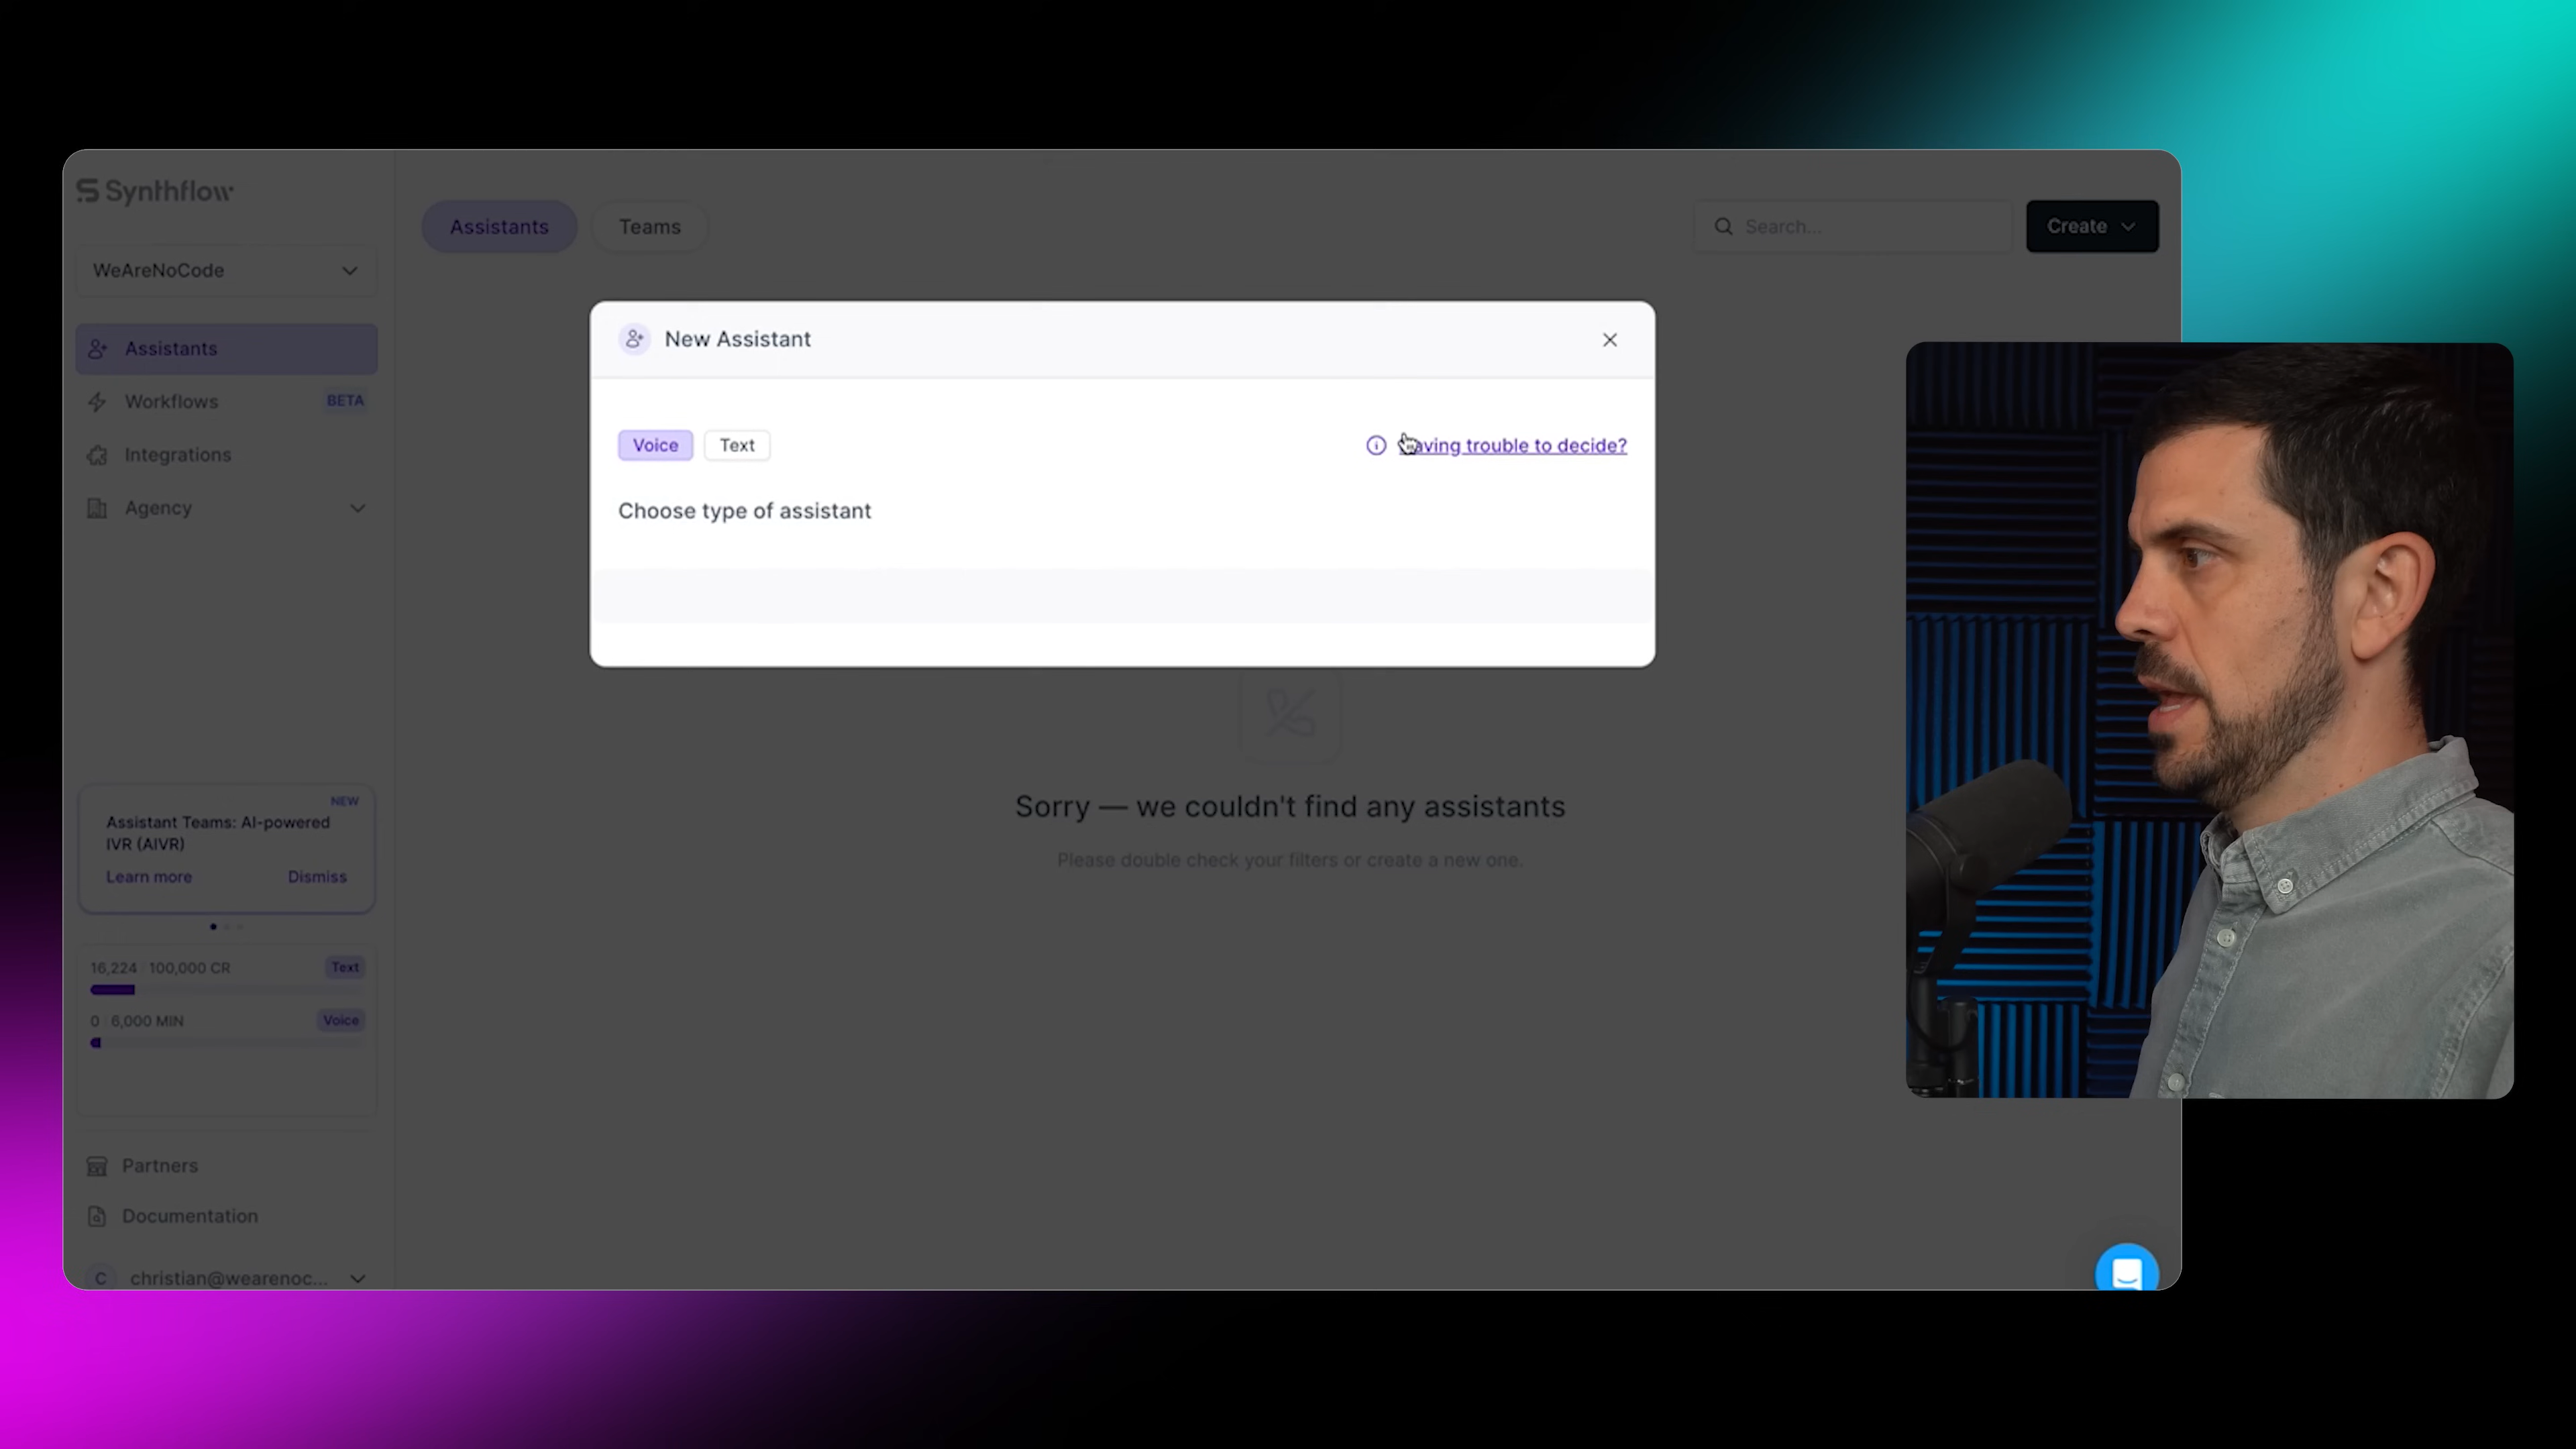 Synthflow
WeAreNoCode
Assistants
Workflows
BETA
Integrations
Agency
NEW
Assistant Teams: AI-powered
IVR (AIVR)
Learn more
Dismiss
16,224 / 100,000 CR
Text
0 / 6,000 MIN
Voice
Partners
Documentation
C
christian@wearenoc...
Assistants
Teams
Search...
Create
New Assistant
Voice
Text
aving trouble to decide?
Choose type of assistant
Sorry — we couldn't find any assistants
Please double check your filters or create a new one.